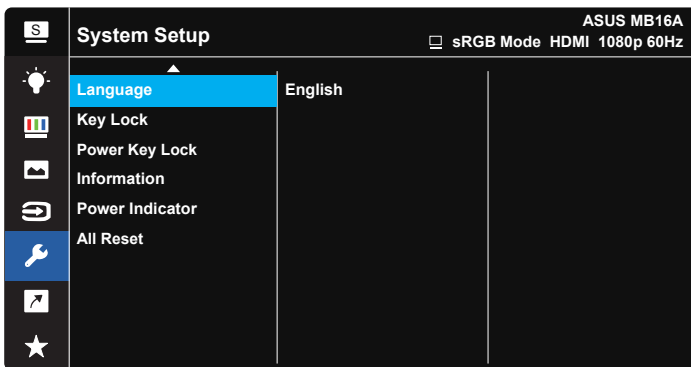 S
System Setup
ASUS MB16A
sRGB Mode HDMI 1080p 60Hz
Language English
Key Lock
Power Key Lock
Information
Power Indicator
All Reset